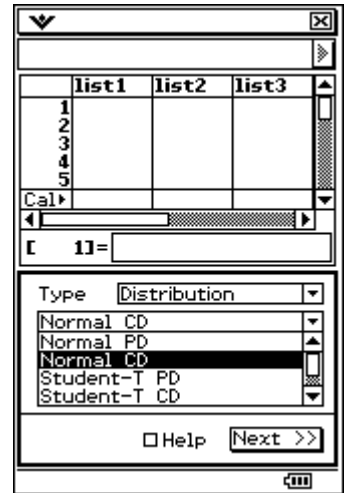 list1 list2 list3
1
2
3
4
5
Cal
[ 1]=
Type Distribution
Normal CD
Normal PD
Normal CD
Student-T PD
Student-T CD
Help Next >>